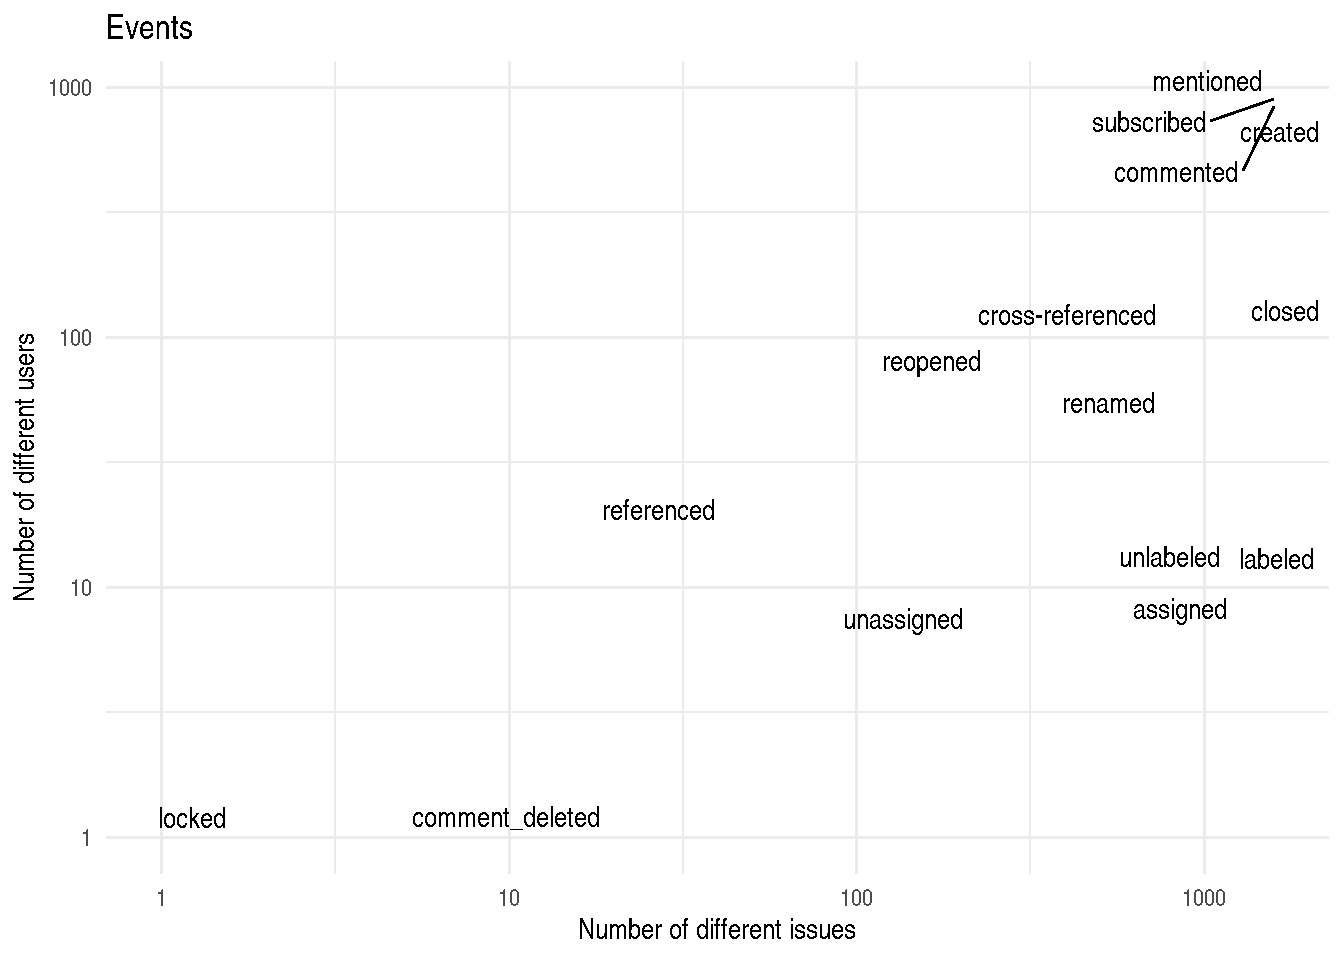 Events
1000
mentioned
subscribed
created
commented
cross-referenced
closed
100
reopened
renamed
referenced
unlabeled labeled
10
assigned
unassigned
locked
comment_deleted
1
1 10 100 1000
Number of different issues
Number of different users